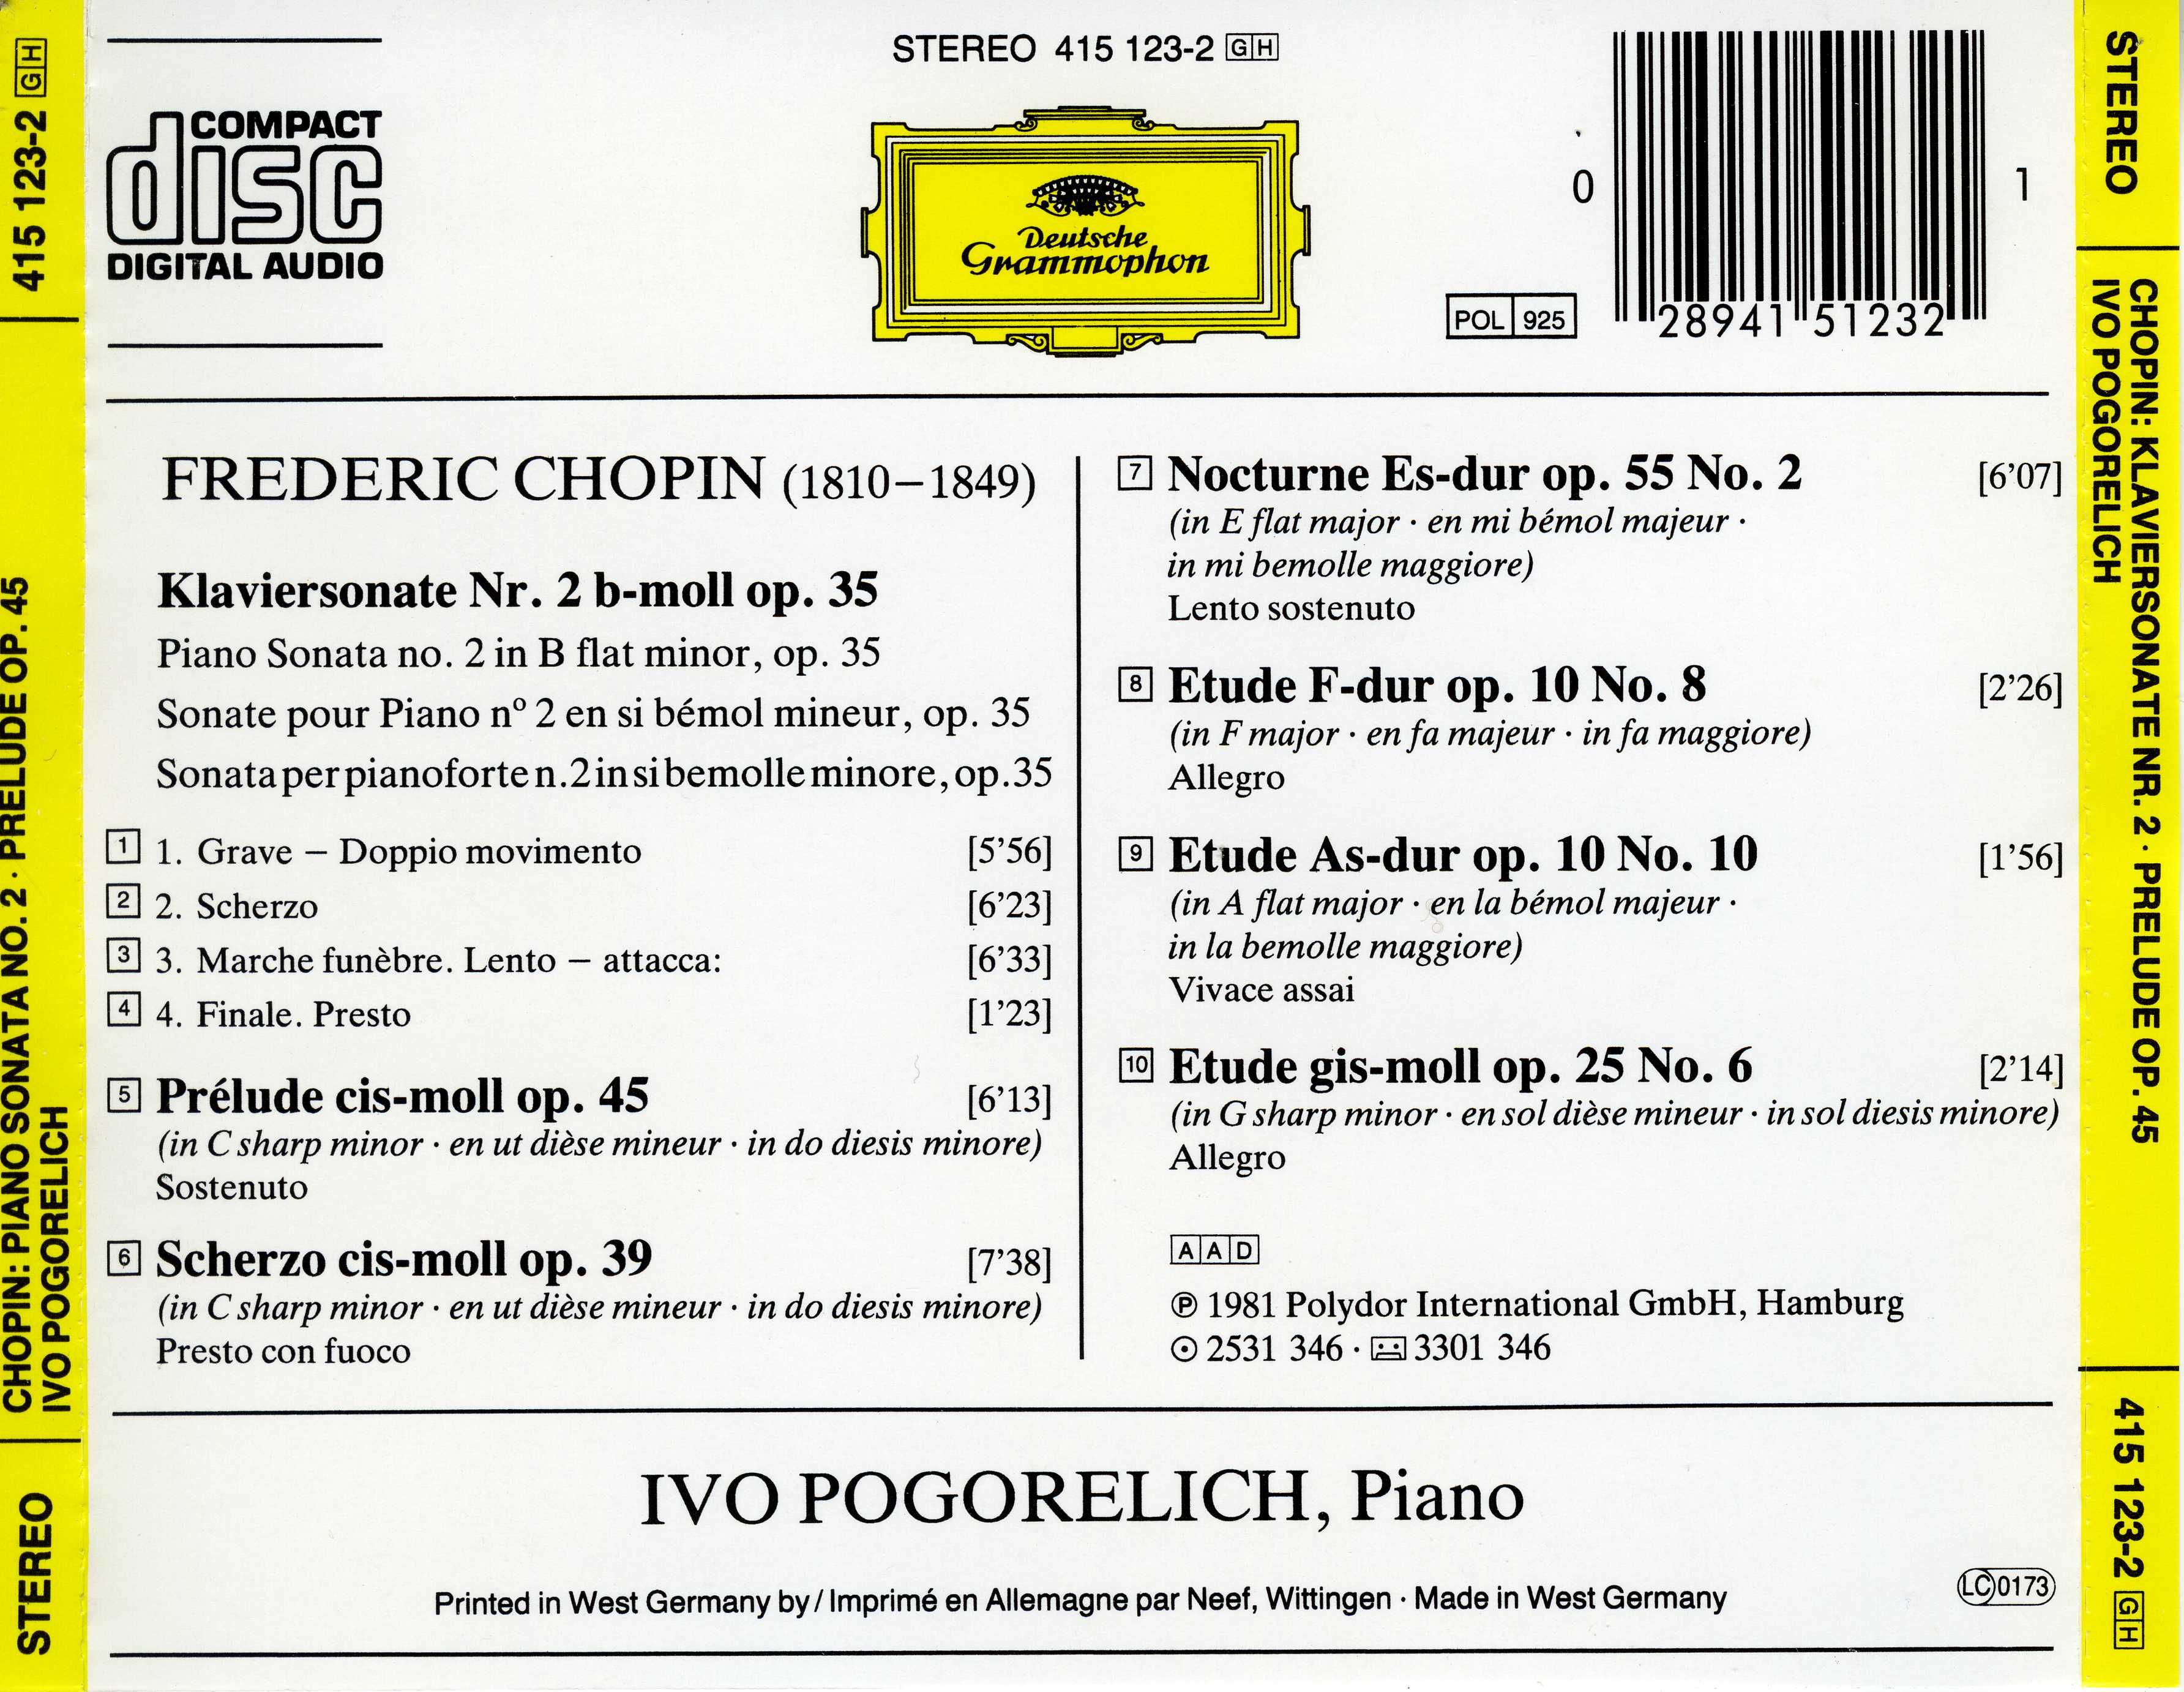 415 123-2 GH
CHOPIN: PIANO SONATA NO. 2 · PRELUDE OP. 45
IVO POGORELICH
STEREO
COMPACT
disc
DIGITAL AUDIO
STEREO 415 123-2 GH
Deutsche
Grammophon
POL 925
0 28941 51232 1
FREDERIC CHOPIN (1810–1849)
Klaviersonate Nr. 2 b-moll op. 35
Piano Sonata no. 2 in B flat minor, op. 35
Sonate pour Piano nº 2 en si bémol mineur, op. 35
Sonata per pianoforte n. 2 in si bemolle minore, op. 35
1 1. Grave – Doppio movimento [5’56]
2 2. Scherzo [6’23]
3 3. Marche funèbre. Lento – attacca: [6’33]
4 4. Finale. Presto [1’23]
5 Prélude cis-moll op. 45 [6’13]
(in C sharp minor · en ut dièse mineur · in do diesis minore)
Sostenuto
6 Scherzo cis-moll op. 39 [7’38]
(in C sharp minor · en ut dièse mineur · in do diesis minore)
Presto con fuoco
7 Nocturne Es-dur op. 55 No. 2 [6’07]
(in E flat major · en mi bémol majeur ·
in mi bemolle maggiore)
Lento sostenuto
8 Etude F-dur op. 10 No. 8 [2’26]
(in F major · en fa majeur · in fa maggiore)
Allegro
9 Etude As-dur op. 10 No. 10 [1’56]
(in A flat major · en la bémol majeur ·
in la bemolle maggiore)
Vivace assai
10 Etude gis-moll op. 25 No. 6 [2’14]
(in G sharp minor · en sol dièse mineur · in sol diesis minore)
Allegro
AAD
℗ 1981 Polydor International GmbH, Hamburg
2531 346 · 3301 346
IVO POGORELICH, Piano
Printed in West Germany by / Imprimé en Allemagne par Neef, Wittingen · Made in West Germany
LC 0173
STEREO
CHOPIN: KLAVIERSONATE NR. 2 · PRELUDE OP. 45
IVO POGORELICH
415 123-2 GH